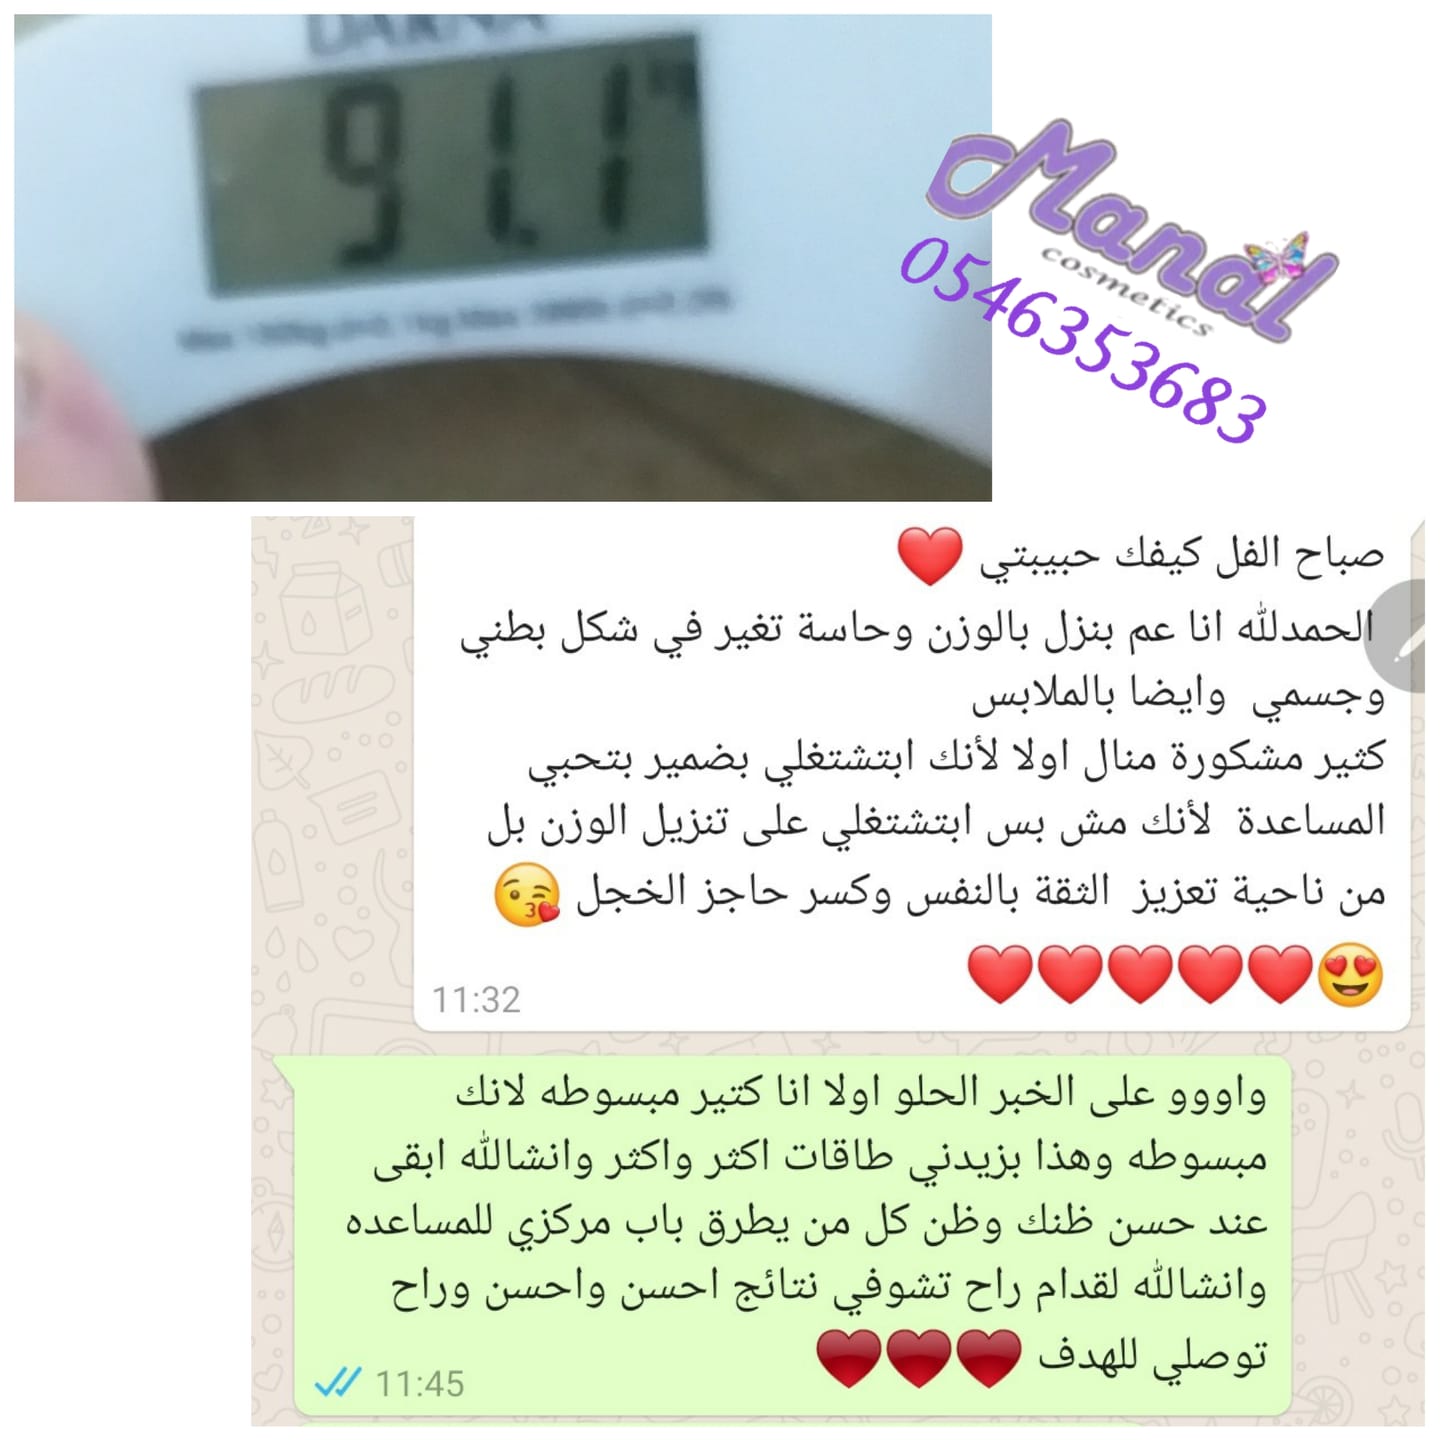 DARNA
91.1 kg
Manal
cosmetics
0546353683
صباح الفل كيفك حبيبتي ❤️
الحمدلله انا عم بنزل بالوزن وحاسة تغير في شكل بطني
وجسمي وايضا بالملابس
كثير مشكورة منال اولا لأنك ابتشتغلي بضمير بتحبي
المساعدة لأنك مش بس ابتشتغلي على تنزيل الوزن بل
من ناحية تعزيز الثقة بالنفس وكسر حاجز الخجل 😘
😍❤️❤️❤️❤️❤️
11:32
واووو على الخبر الحلو اولا انا كتير مبسوطه لانك
مبسوطه وهذا بزيدني طاقات اكثر واكثر وانشالله ابقى
عند حسن ظنك وظن كل من يطرق باب مركزي للمساعده
وانشالله لقدام راح تشوفي نتائج احسن واحسن وراح
توصلي للهدف ♥️♥️♥️
11:45